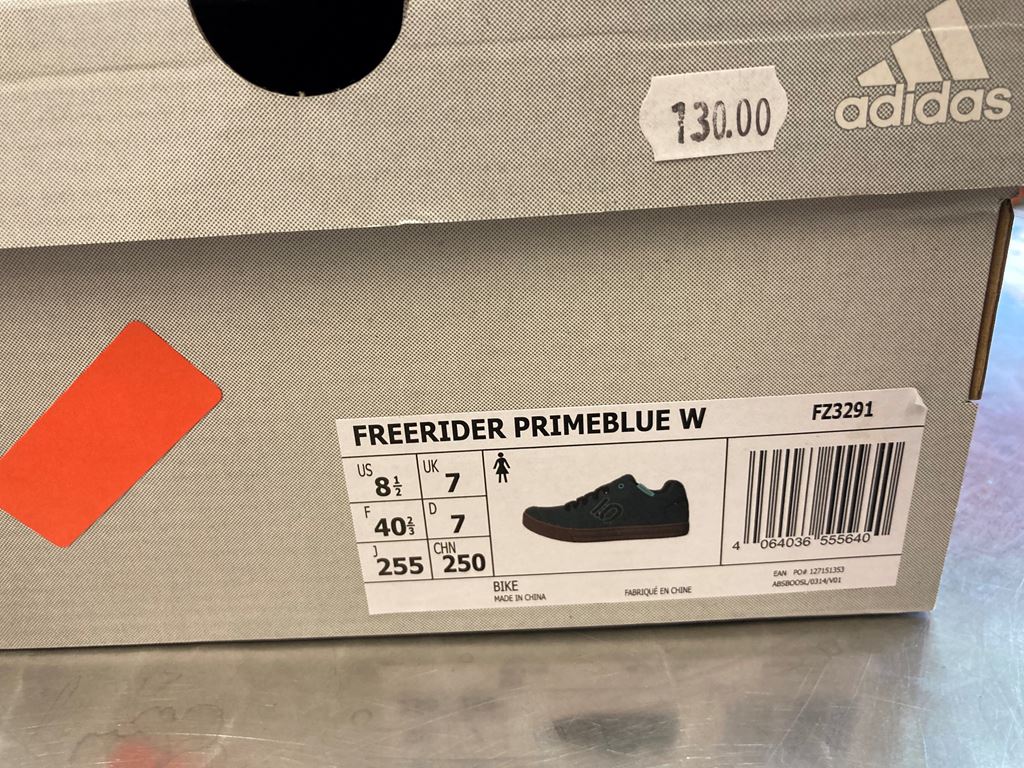 130.00
adidas
FREERIDER PRIMEBLUE W
FZ3291
US 8½
UK 7
F 40⅔
D 7
J 255
CHN 250
4 064036 555640
BIKE
MADE IN CHINA
FABRIQUÉ EN CHINE
EAN PO# 127151353
ABSBOOSL/0314/V01